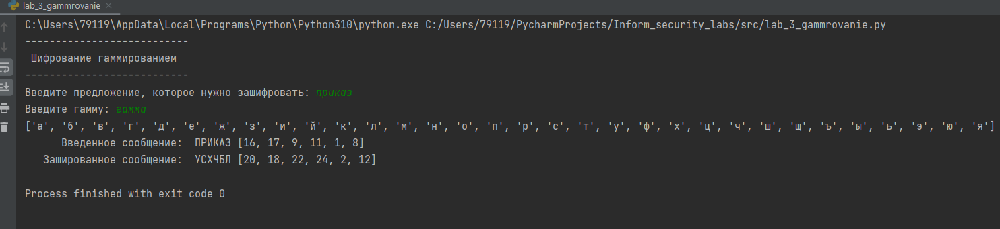 lab_3_gammrovanie
C:\Users\79119\AppData\Local\Programs\Python\Python310\python.exe C:/Users/79119/PycharmProjects/Inform_security_labs/src/lab_3_gammrovanie.py
---------------------------
Шифрование гаммированием
---------------------------
Введите предложение, которое нужно зашифровать: приказ
Введите гамму: гамма
['а', 'б', 'в', 'г', 'д', 'е', 'ж', 'з', 'и', 'й', 'к', 'л', 'м', 'н', 'о', 'п', 'р', 'с', 'т', 'у', 'ф', 'х', 'ц', 'ч', 'ш', 'щ', 'ъ', 'ы', 'ь', 'э', 'ю', 'я']
Введенное сообщение:  ПРИКАЗ [16, 17, 9, 11, 1, 8]
Зашированное сообщение:  УСХЧБЛ [20, 18, 22, 24, 2, 12]
Process finished with exit code 0